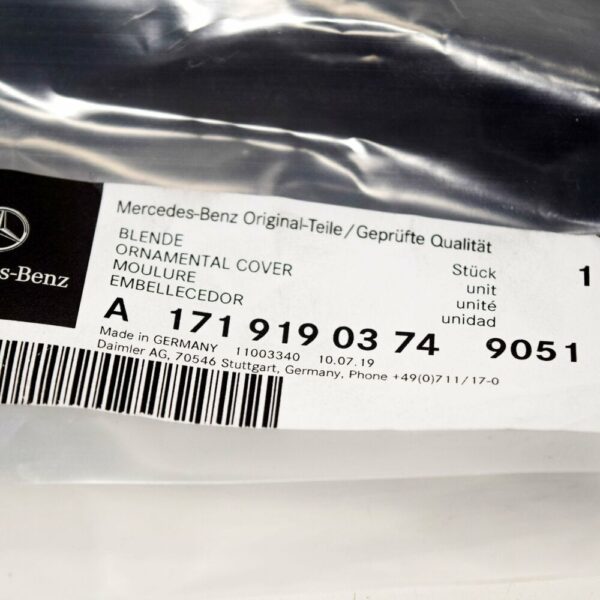 Mercedes-Benz Original-Teile/Geprüfte Qualität
BLENDE
ORNAMENTAL COVER
MOULURE
EMBELLECEDOR
Stück 1
unit
unité
unidad
A 171 919 03 74 9051
Made in GERMANY 11003340 10.07.19
Daimler AG, 70546 Stuttgart, Germany, Phone +49(0)711/17-0
s-Benz